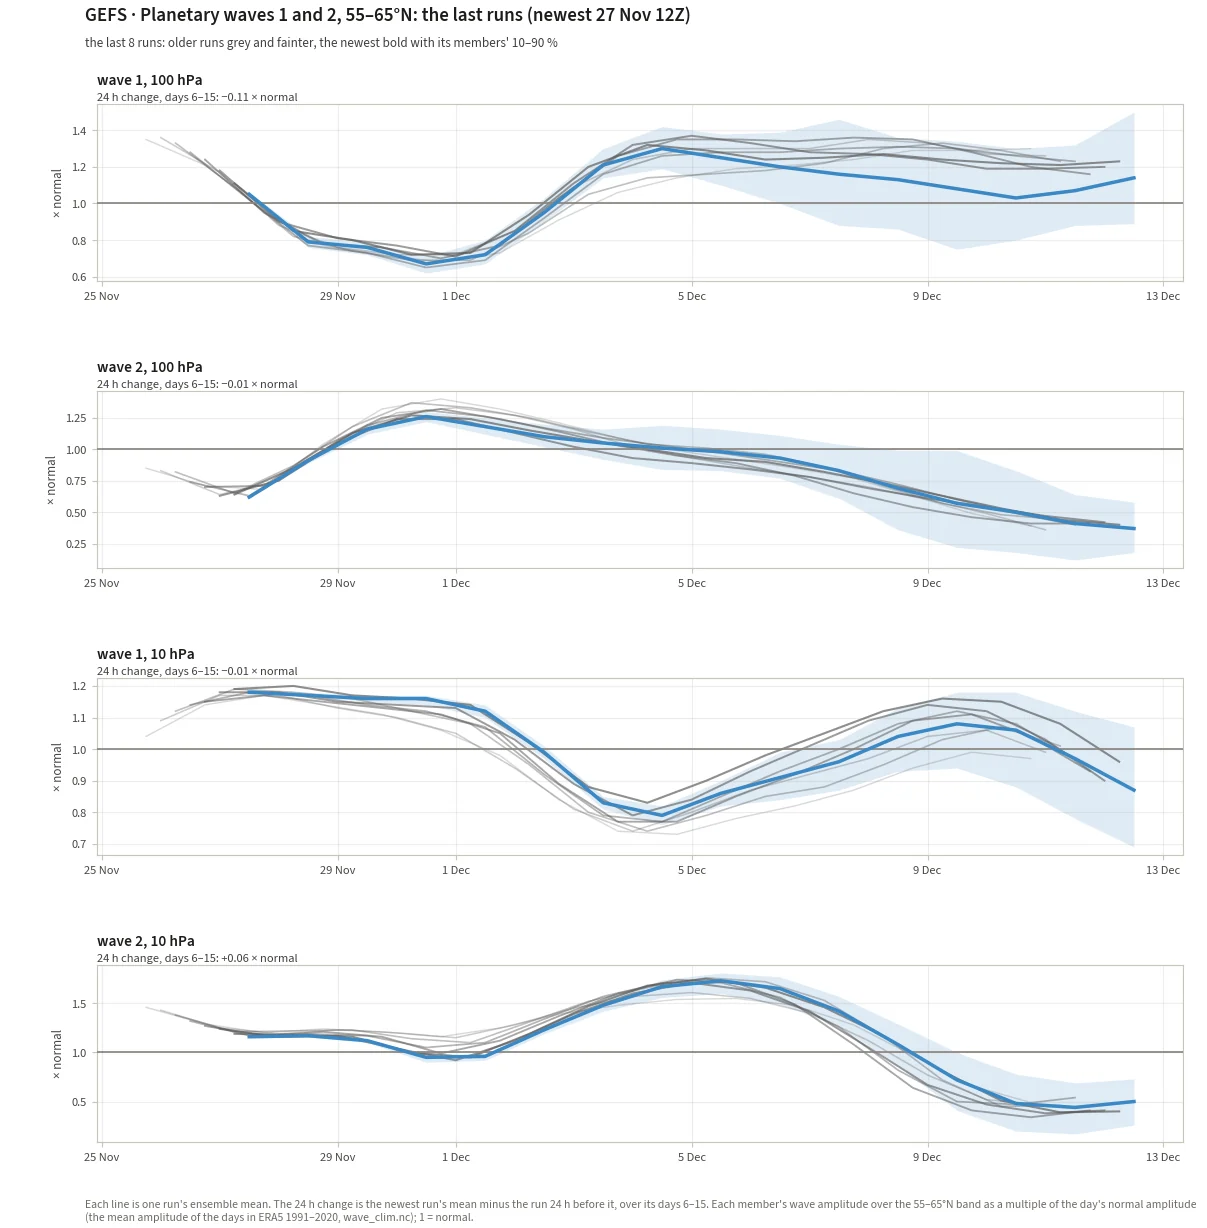 GEFS · Planetary waves 1 and 2, 55–65°N: the last runs (newest 27 Nov 12Z)
the last 8 runs: older runs grey and fainter, the newest bold with its members' 10–90 %
wave 1, 100 hPa
24 h change, days 6–15: −0.11 × normal
1.4
1.2
1.0
0.8
0.6
× normal
25 Nov 29 Nov 1 Dec 5 Dec 9 Dec 13 Dec
wave 2, 100 hPa
24 h change, days 6–15: −0.01 × normal
1.25
1.00
0.75
0.50
0.25
× normal
25 Nov 29 Nov 1 Dec 5 Dec 9 Dec 13 Dec
wave 1, 10 hPa
24 h change, days 6–15: −0.01 × normal
1.2
1.1
1.0
0.9
0.8
0.7
× normal
25 Nov 29 Nov 1 Dec 5 Dec 9 Dec 13 Dec
wave 2, 10 hPa
24 h change, days 6–15: +0.06 × normal
1.5
1.0
0.5
× normal
25 Nov 29 Nov 1 Dec 5 Dec 9 Dec 13 Dec
Each line is one run's ensemble mean. The 24 h change is the newest run's mean minus the run 24 h before it, over its days 6–15. Each member's wave amplitude over the 55–65°N band as a multiple of the day's normal amplitude
(the mean amplitude of the days in ERA5 1991–2020, wave_clim.nc); 1 = normal.